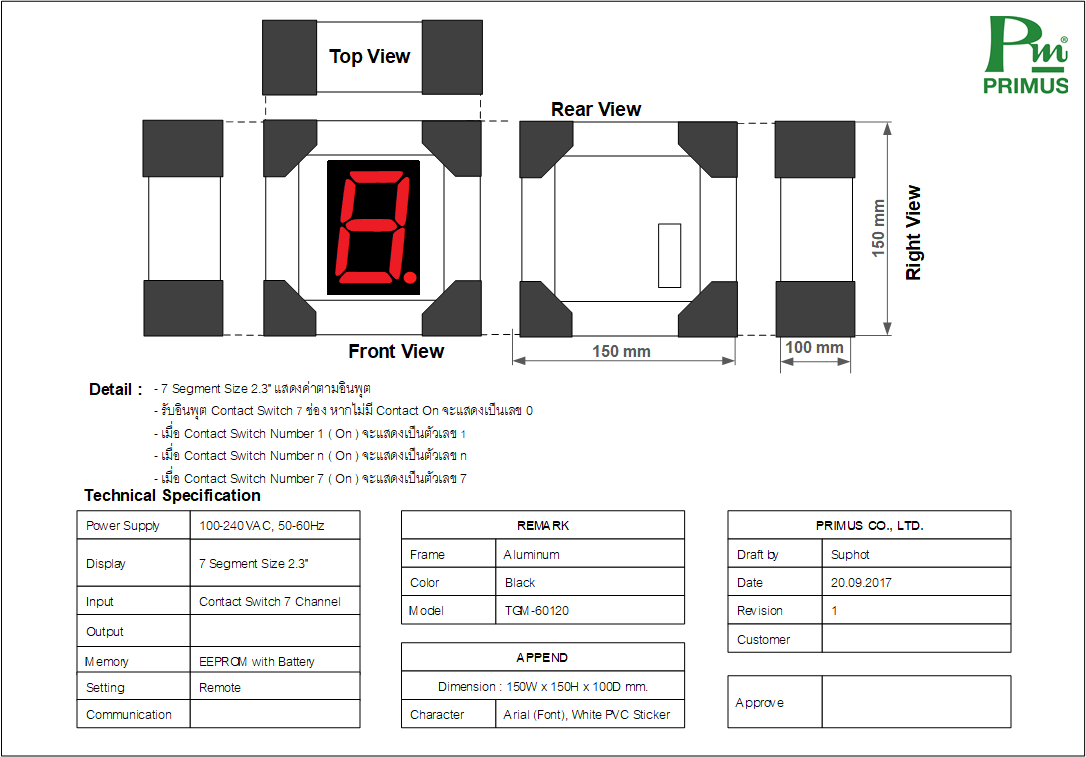 Top View
Pm®
PRIMUS
Rear View
8.
150 mm
Right View
Front View
150 mm
100 mm
Detail :
- 7 Segment Size 2.3" แสดงค่าตามอินพุต
- รับอินพุต Contact Switch 7 ช่อง หากไม่มี Contact On จะแสดงเป็นเลข 0
- เมื่อ Contact Switch Number 1 ( On ) จะแสดงเป็นตัวเลข 1
- เมื่อ Contact Switch Number n ( On ) จะแสดงเป็นตัวเลข n
- เมื่อ Contact Switch Number 7 ( On ) จะแสดงเป็นตัวเลข 7
Technical Specification
Power Supply 100-240VAC, 50-60Hz
Display 7 Segment Size 2.3"
Input Contact Switch 7 Channel
Output
Memory EEPROM with Battery
Setting Remote
Communication
REMARK
Frame Aluminum
Color Black
Model TGM-60120
APPEND
Dimension : 150W x 150H x 100D mm.
Character Arial (Font), White PVC Sticker
PRIMUS CO., LTD.
Draft by Suphot
Date 20.09.2017
Revision 1
Customer
Approve